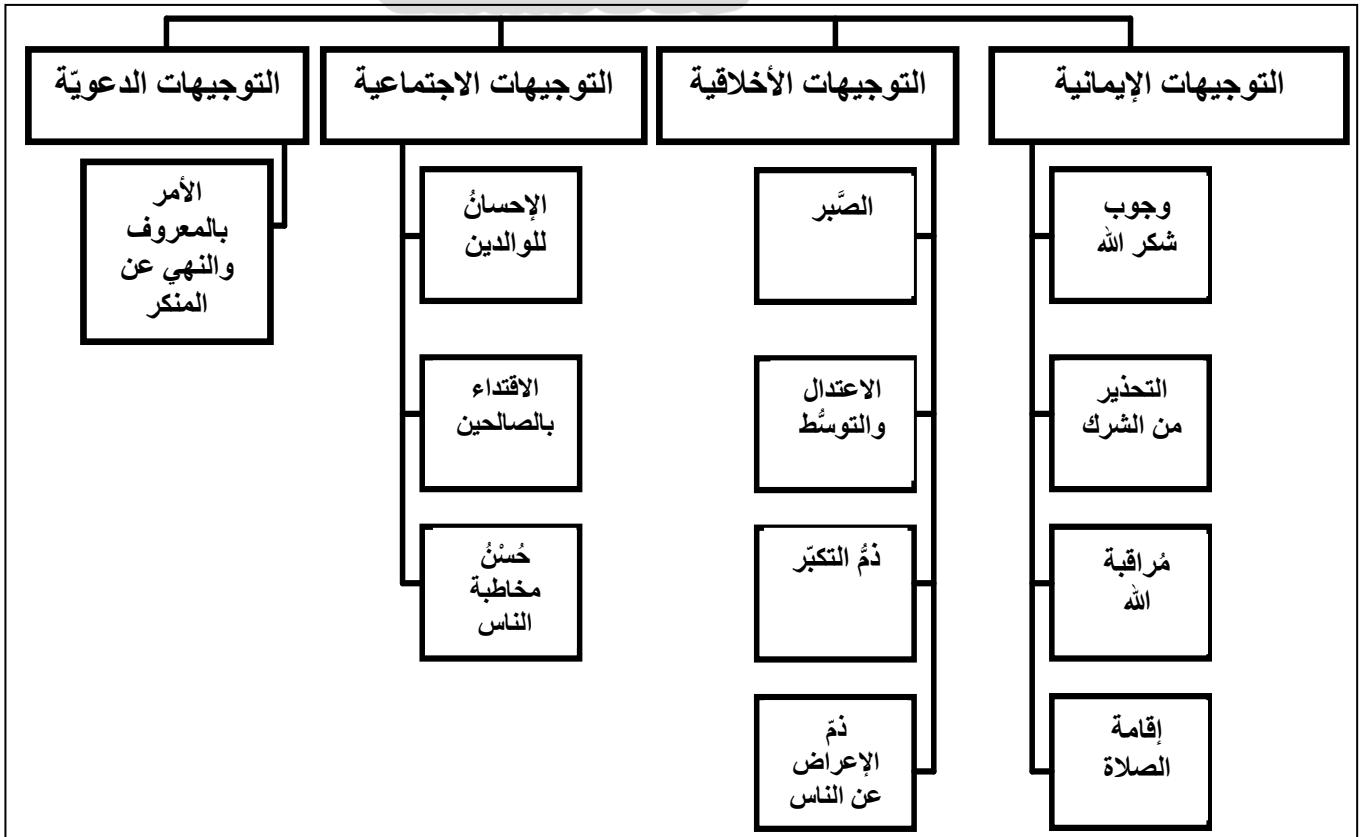 التوجيهات الإيمانية
وجوب
شكر الله
التحذير
من الشرك
مُراقبة
الله
إقامة
الصلاة
التوجيهات الأخلاقية
الصَّبر
الاعتدال
والتوسُّط
ذمُّ التكبّر
ذمّ
الإعراض
عن الناس
التوجيهات الاجتماعية
الإحسانُ
للوالدين
الاقتداء
بالصالحين
حُسْنُ
مخاطبة
الناس
التوجيهات الدعويّة
الأمر
بالمعروف
والنهي عن
المنكر